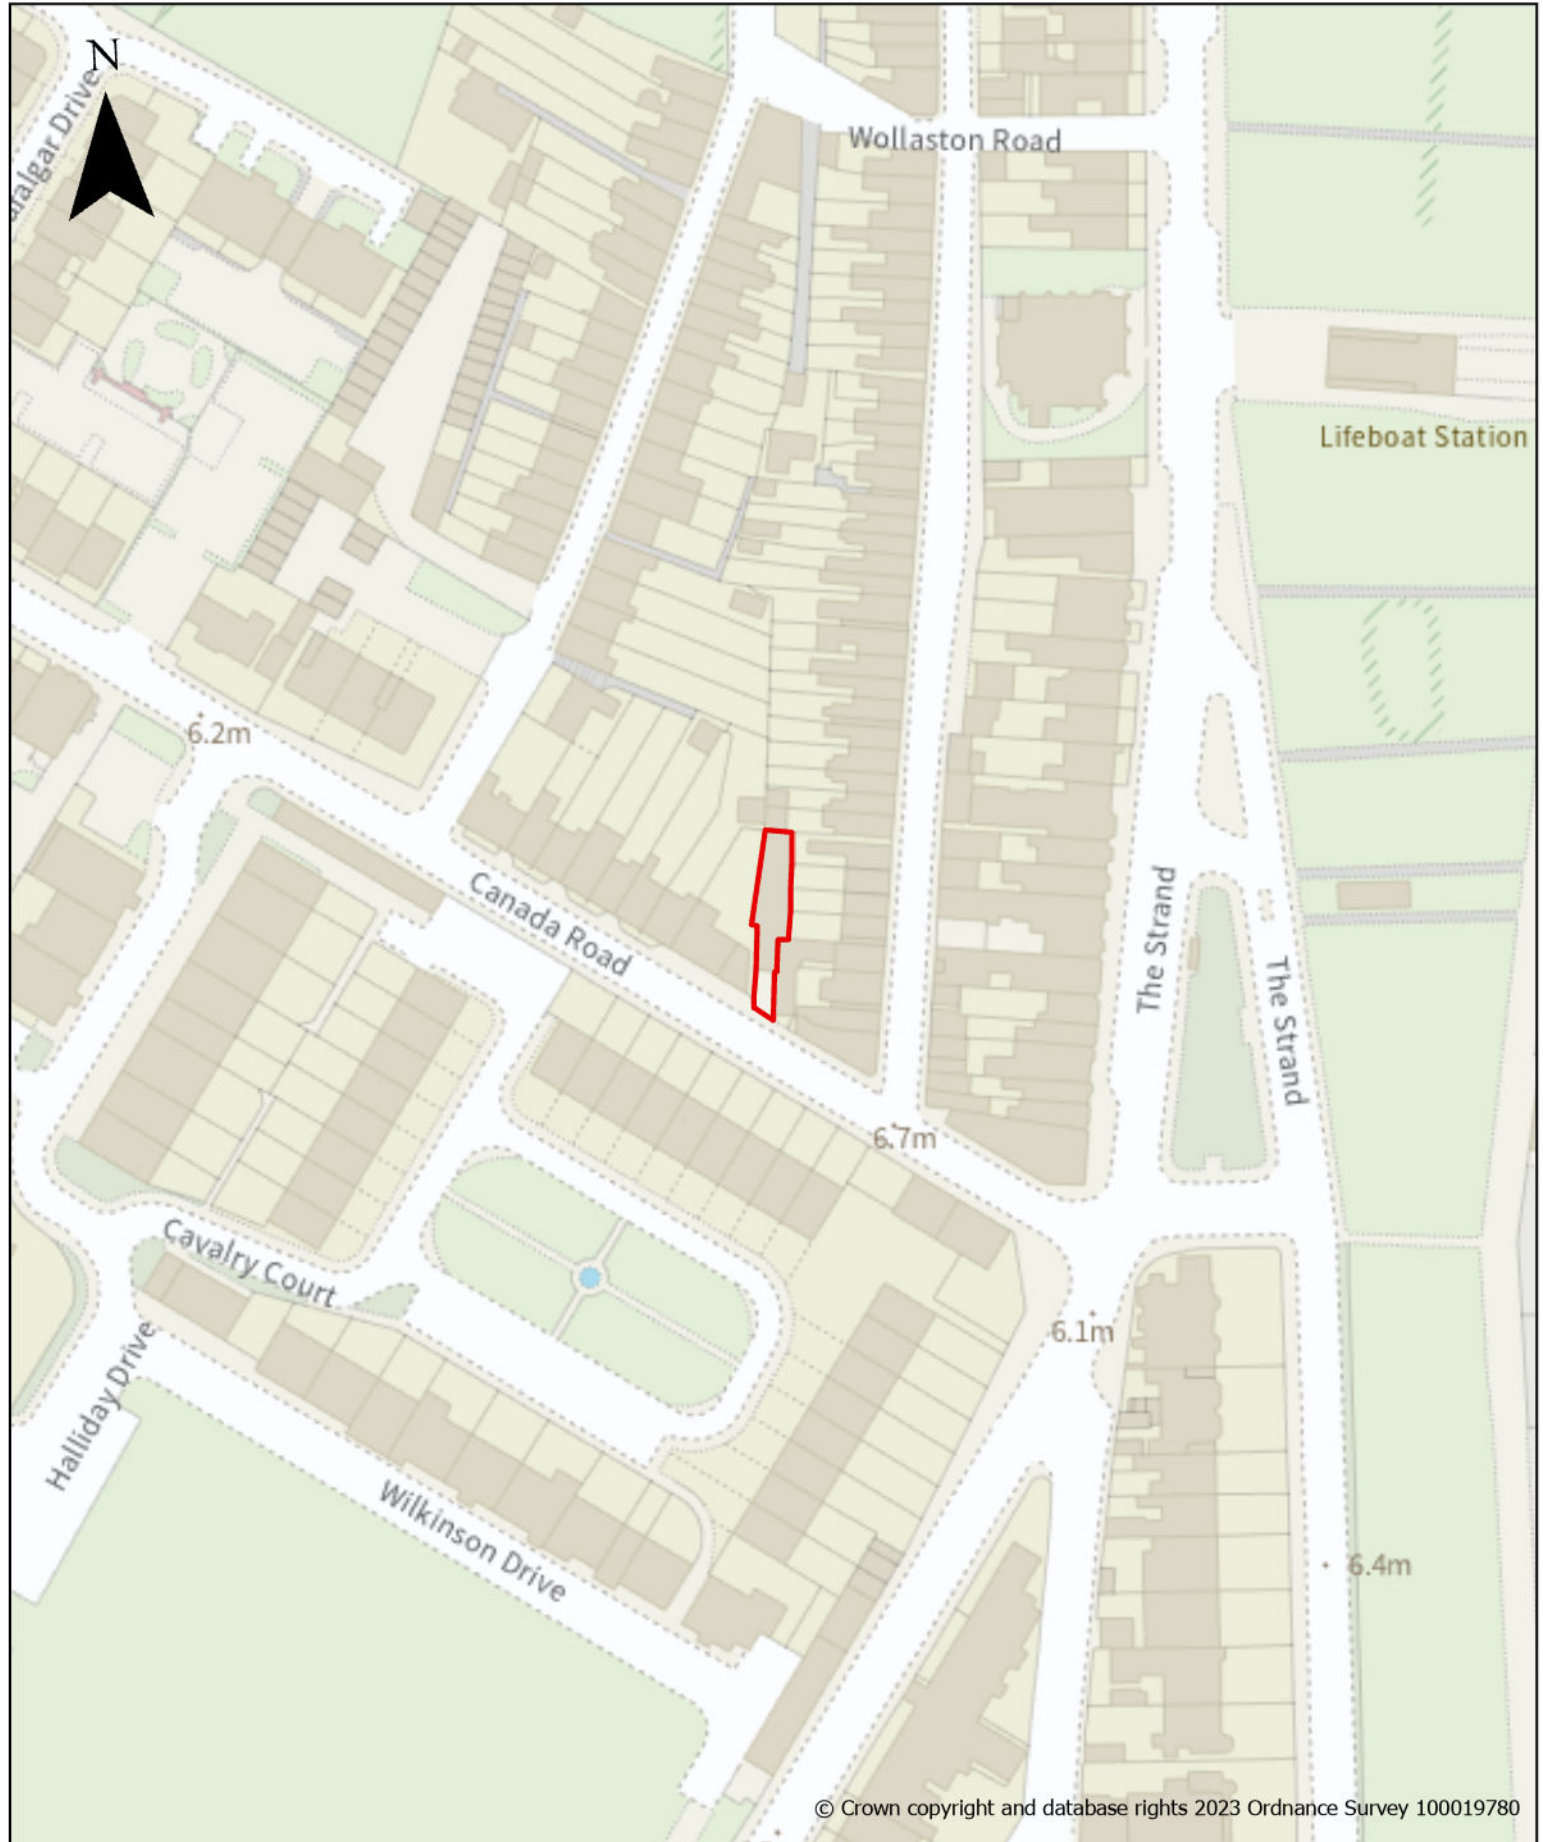 N
Wollaston Road
Lifeboat Station
6.2m
Canada Road
The Strand
The Strand
6.7m
Cavalry Court
6.1m
Halliday Drive
Wilkinson Drive
6.4m
© Crown copyright and database rights 2023 Ordnance Survey 100019780